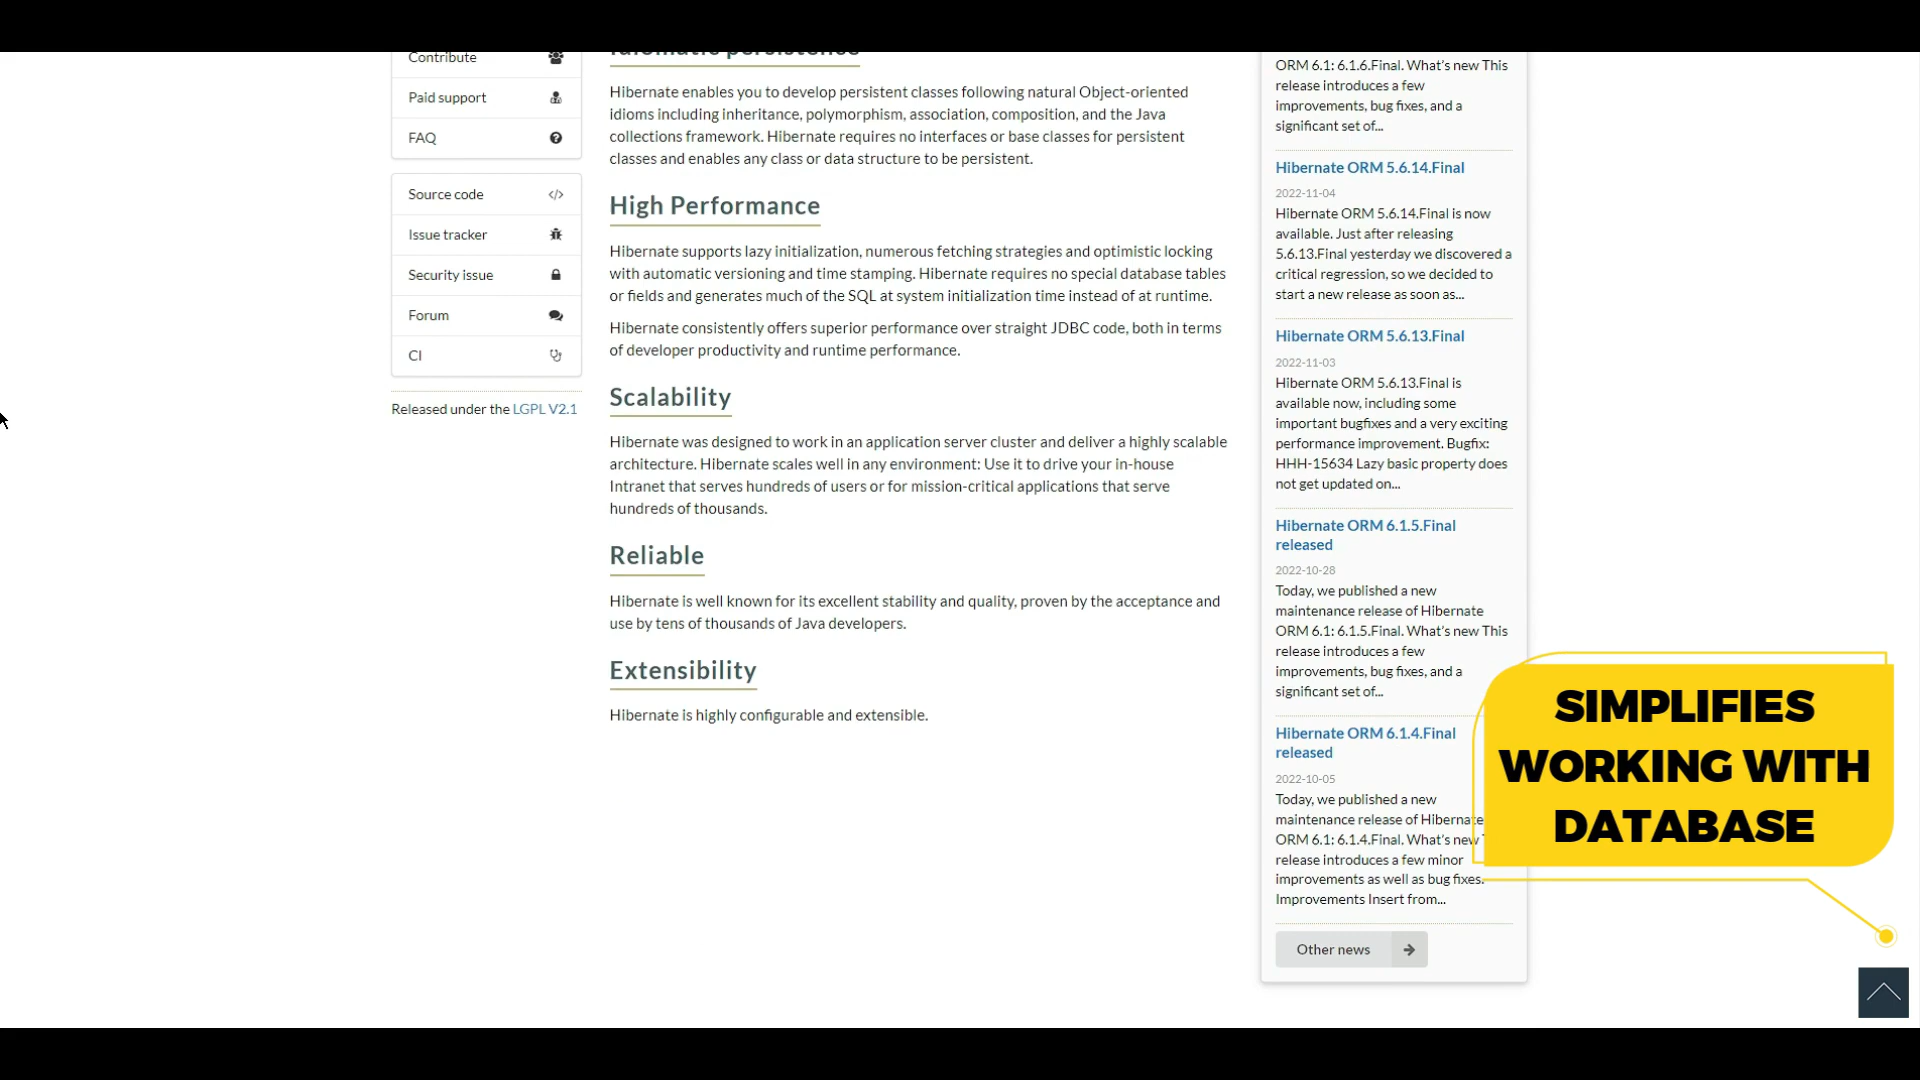 Contribute
Paid support
FAQ
Source code
Issue tracker
Security issue
Forum
CI
Released under the LGPL V2.1
Idiomatic persistence
Hibernate enables you to develop persistent classes following natural Object-oriented
idioms including inheritance, polymorphism, association, composition, and the Java
collections framework. Hibernate requires no interfaces or base classes for persistent
classes and enables any class or data structure to be persistent.
High Performance
Hibernate supports lazy initialization, numerous fetching strategies and optimistic locking
with automatic versioning and time stamping. Hibernate requires no special database tables
or fields and generates much of the SQL at system initialization time instead of at runtime.
Hibernate consistently offers superior performance over straight JDBC code, both in terms
of developer productivity and runtime performance.
Scalability
Hibernate was designed to work in an application server cluster and deliver a highly scalable
architecture. Hibernate scales well in any environment: Use it to drive your in-house
Intranet that serves hundreds of users or for mission-critical applications that serve
hundreds of thousands.
Reliable
Hibernate is well known for its excellent stability and quality, proven by the acceptance and
use by tens of thousands of Java developers.
Extensibility
Hibernate is highly configurable and extensible.
ORM 6.1: 6.1.6.Final. What's new This
release introduces a few
improvements, bug fixes, and a
significant set of...
Hibernate ORM 5.6.14.Final
2022-11-04
Hibernate ORM 5.6.14.Final is now
available. Just after releasing
5.6.13.Final yesterday we discovered a
critical regression, so we decided to
start a new release as soon as...
Hibernate ORM 5.6.13.Final
2022-11-03
Hibernate ORM 5.6.13.Final is
available now, including some
important bugfixes and a very exciting
performance improvement. Bugfix:
HHH-15634 Lazy basic property does
not get updated on...
Hibernate ORM 6.1.5.Final
released
2022-10-28
Today, we published a new
maintenance release of Hibernate
ORM 6.1: 6.1.5.Final. What's new This
release introduces a few
improvements, bug fixes, and a
significant set of...
Hibernate ORM 6.1.4.Final
released
2022-10-05
Today, we published a new
maintenance release of Hibernate
ORM 6.1: 6.1.4.Final. What's new
release introduces a few minor
improvements as well as bug fixes.
Improvements Insert from...
Other news
SIMPLIFIES
WORKING WITH
DATABASE